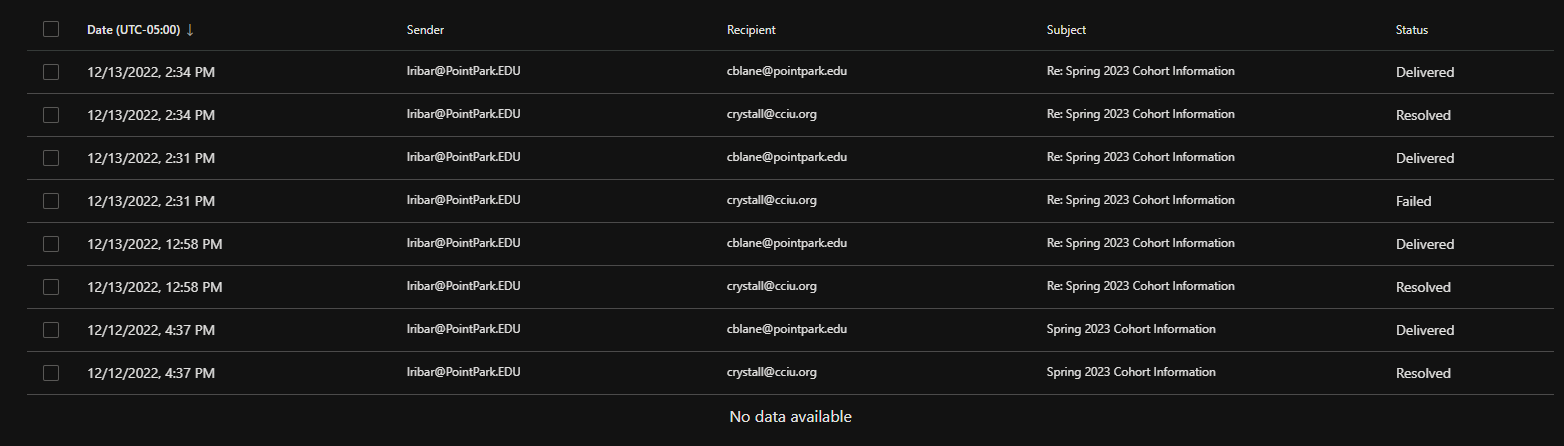 Date (UTC-05:00) ↓ Sender Recipient Subject Status
12/13/2022, 2:34 PM lribar@PointPark.EDU cblane@pointpark.edu Re: Spring 2023 Cohort Information Delivered
12/13/2022, 2:34 PM lribar@PointPark.EDU crystall@cciu.org Re: Spring 2023 Cohort Information Resolved
12/13/2022, 2:31 PM lribar@PointPark.EDU cblane@pointpark.edu Re: Spring 2023 Cohort Information Delivered
12/13/2022, 2:31 PM lribar@PointPark.EDU crystall@cciu.org Re: Spring 2023 Cohort Information Failed
12/13/2022, 12:58 PM lribar@PointPark.EDU cblane@pointpark.edu Re: Spring 2023 Cohort Information Delivered
12/13/2022, 12:58 PM lribar@PointPark.EDU crystall@cciu.org Re: Spring 2023 Cohort Information Resolved
12/12/2022, 4:37 PM lribar@PointPark.EDU cblane@pointpark.edu Spring 2023 Cohort Information Delivered
12/12/2022, 4:37 PM lribar@PointPark.EDU crystall@cciu.org Spring 2023 Cohort Information Resolved
No data available